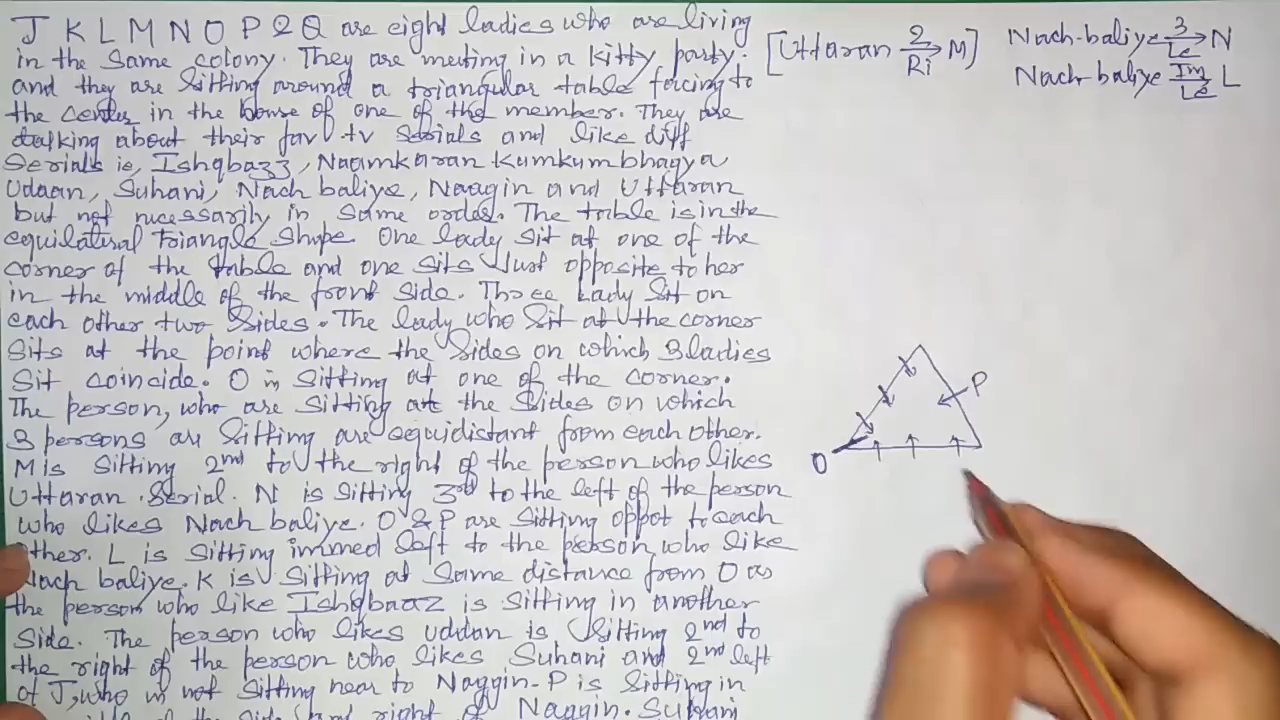 J K L M N O P & Q are eight ladies who are living
in the same colony. They are meeting in a kitty party.
and they are sitting around a triangular table facing to
the center in the house of one of the member. They are
talking about their fav tv serials and like diff
serials ie, Ishqbazz, Naamkaran Kumkumbhagya
Udaan, Suhani, Nach baliye, Naagin and Uttaran
but not necessarily in same order. The table is in the
equilateral triangle shape. One lady sit at one of the
corner of the table and one sits Just opposite to her
in the middle of the front side. Three Lady sit on
each other two sides. The lady who sit at the corner
sits at the point where the sides on which 3 ladies
sit coincide. O is sitting at one of the corner.
The person, who are sitting at the sides on which
3 persons are sitting are equidistant from each other.
M is sitting 2nd to the right of the person who likes
Uttaran Serial. N is sitting 3rd to the left of the person
who likes Nach baliye. O & P are sitting oppot to each
other. L is sitting immed left to the person who like
Nach baliye. K is sitting at same distance from O as
the person who like Ishqbaaz is sitting in another
side. The person who likes uddan is sitting 2nd to
the right of the person who likes Suhani and 2nd left
of J, who is not sitting near to Naggin. P is sitting in
the side and right of Naggin. Suhani
[Uttaran 2 Ri M]
Nach-baliye 3 Le N
Nach-baliye Im Le L
P
O